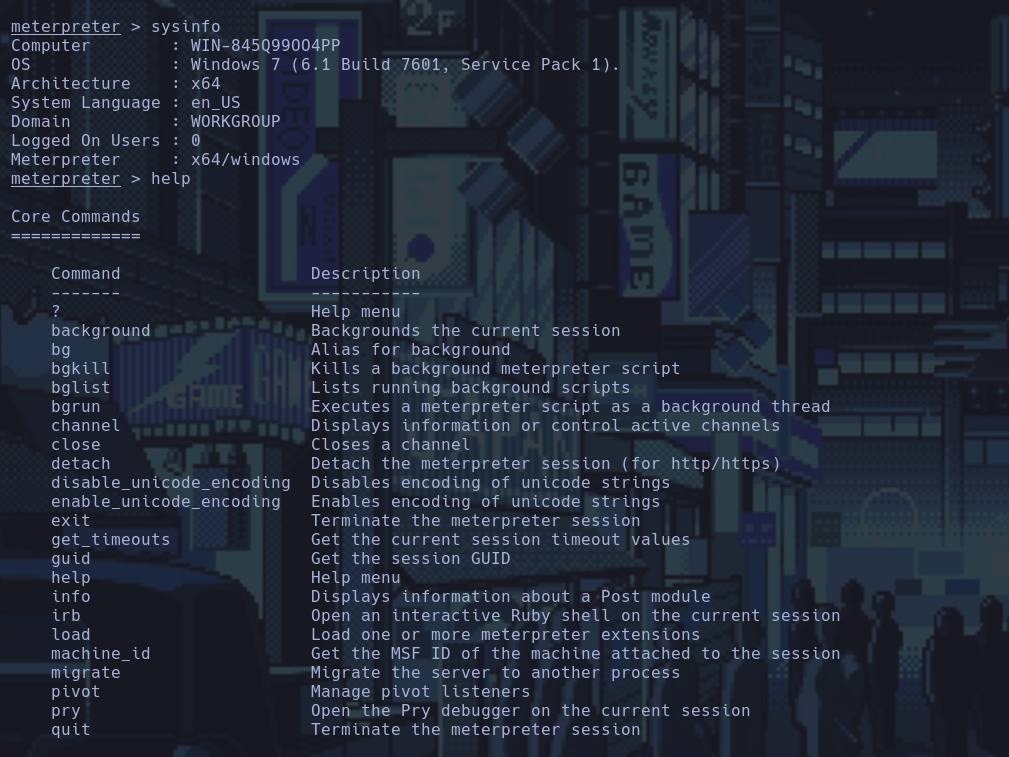 meterpreter > sysinfo
Computer        : WIN-845Q99OO4PP
OS              : Windows 7 (6.1 Build 7601, Service Pack 1).
Architecture    : x64
System Language : en_US
Domain          : WORKGROUP
Logged On Users : 0
Meterpreter     : x64/windows
meterpreter > help

Core Commands
=============

    Command                   Description
    -------                   -----------
    ?                         Help menu
    background                Backgrounds the current session
    bg                        Alias for background
    bgkill                    Kills a background meterpreter script
    bglist                    Lists running background scripts
    bgrun                     Executes a meterpreter script as a background thread
    channel                   Displays information or control active channels
    close                     Closes a channel
    detach                    Detach the meterpreter session (for http/https)
    disable_unicode_encoding  Disables encoding of unicode strings
    enable_unicode_encoding   Enables encoding of unicode strings
    exit                      Terminate the meterpreter session
    get_timeouts              Get the current session timeout values
    guid                      Get the session GUID
    help                      Help menu
    info                      Displays information about a Post module
    irb                       Open an interactive Ruby shell on the current session
    load                      Load one or more meterpreter extensions
    machine_id                Get the MSF ID of the machine attached to the session
    migrate                   Migrate the server to another process
    pivot                     Manage pivot listeners
    pry                       Open the Pry debugger on the current session
    quit                      Terminate the meterpreter session
2F
GAME
GAME